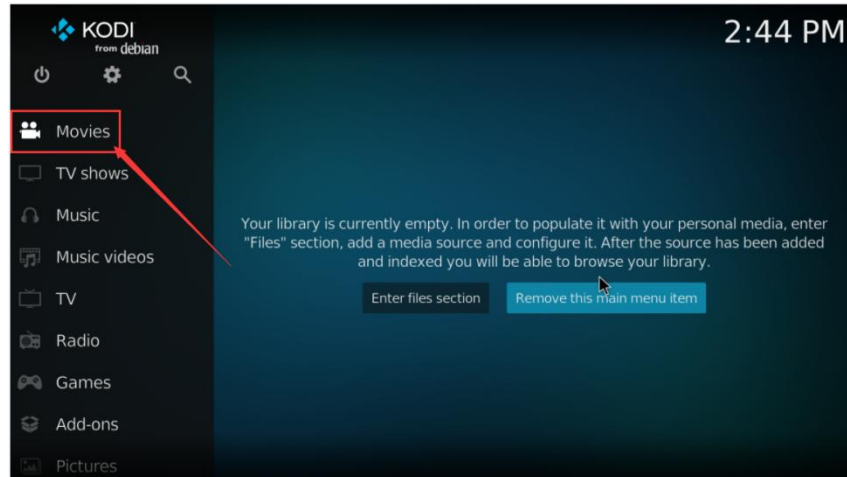 KODI
from debian
2:44 PM
Movies
TV shows
Music
Music videos
TV
Radio
Games
Add-ons
Pictures
Your library is currently empty. In order to populate it with your personal media, enter
"Files" section, add a media source and configure it. After the source has been added
and indexed you will be able to browse your library.
Enter files section
Remove this main menu item